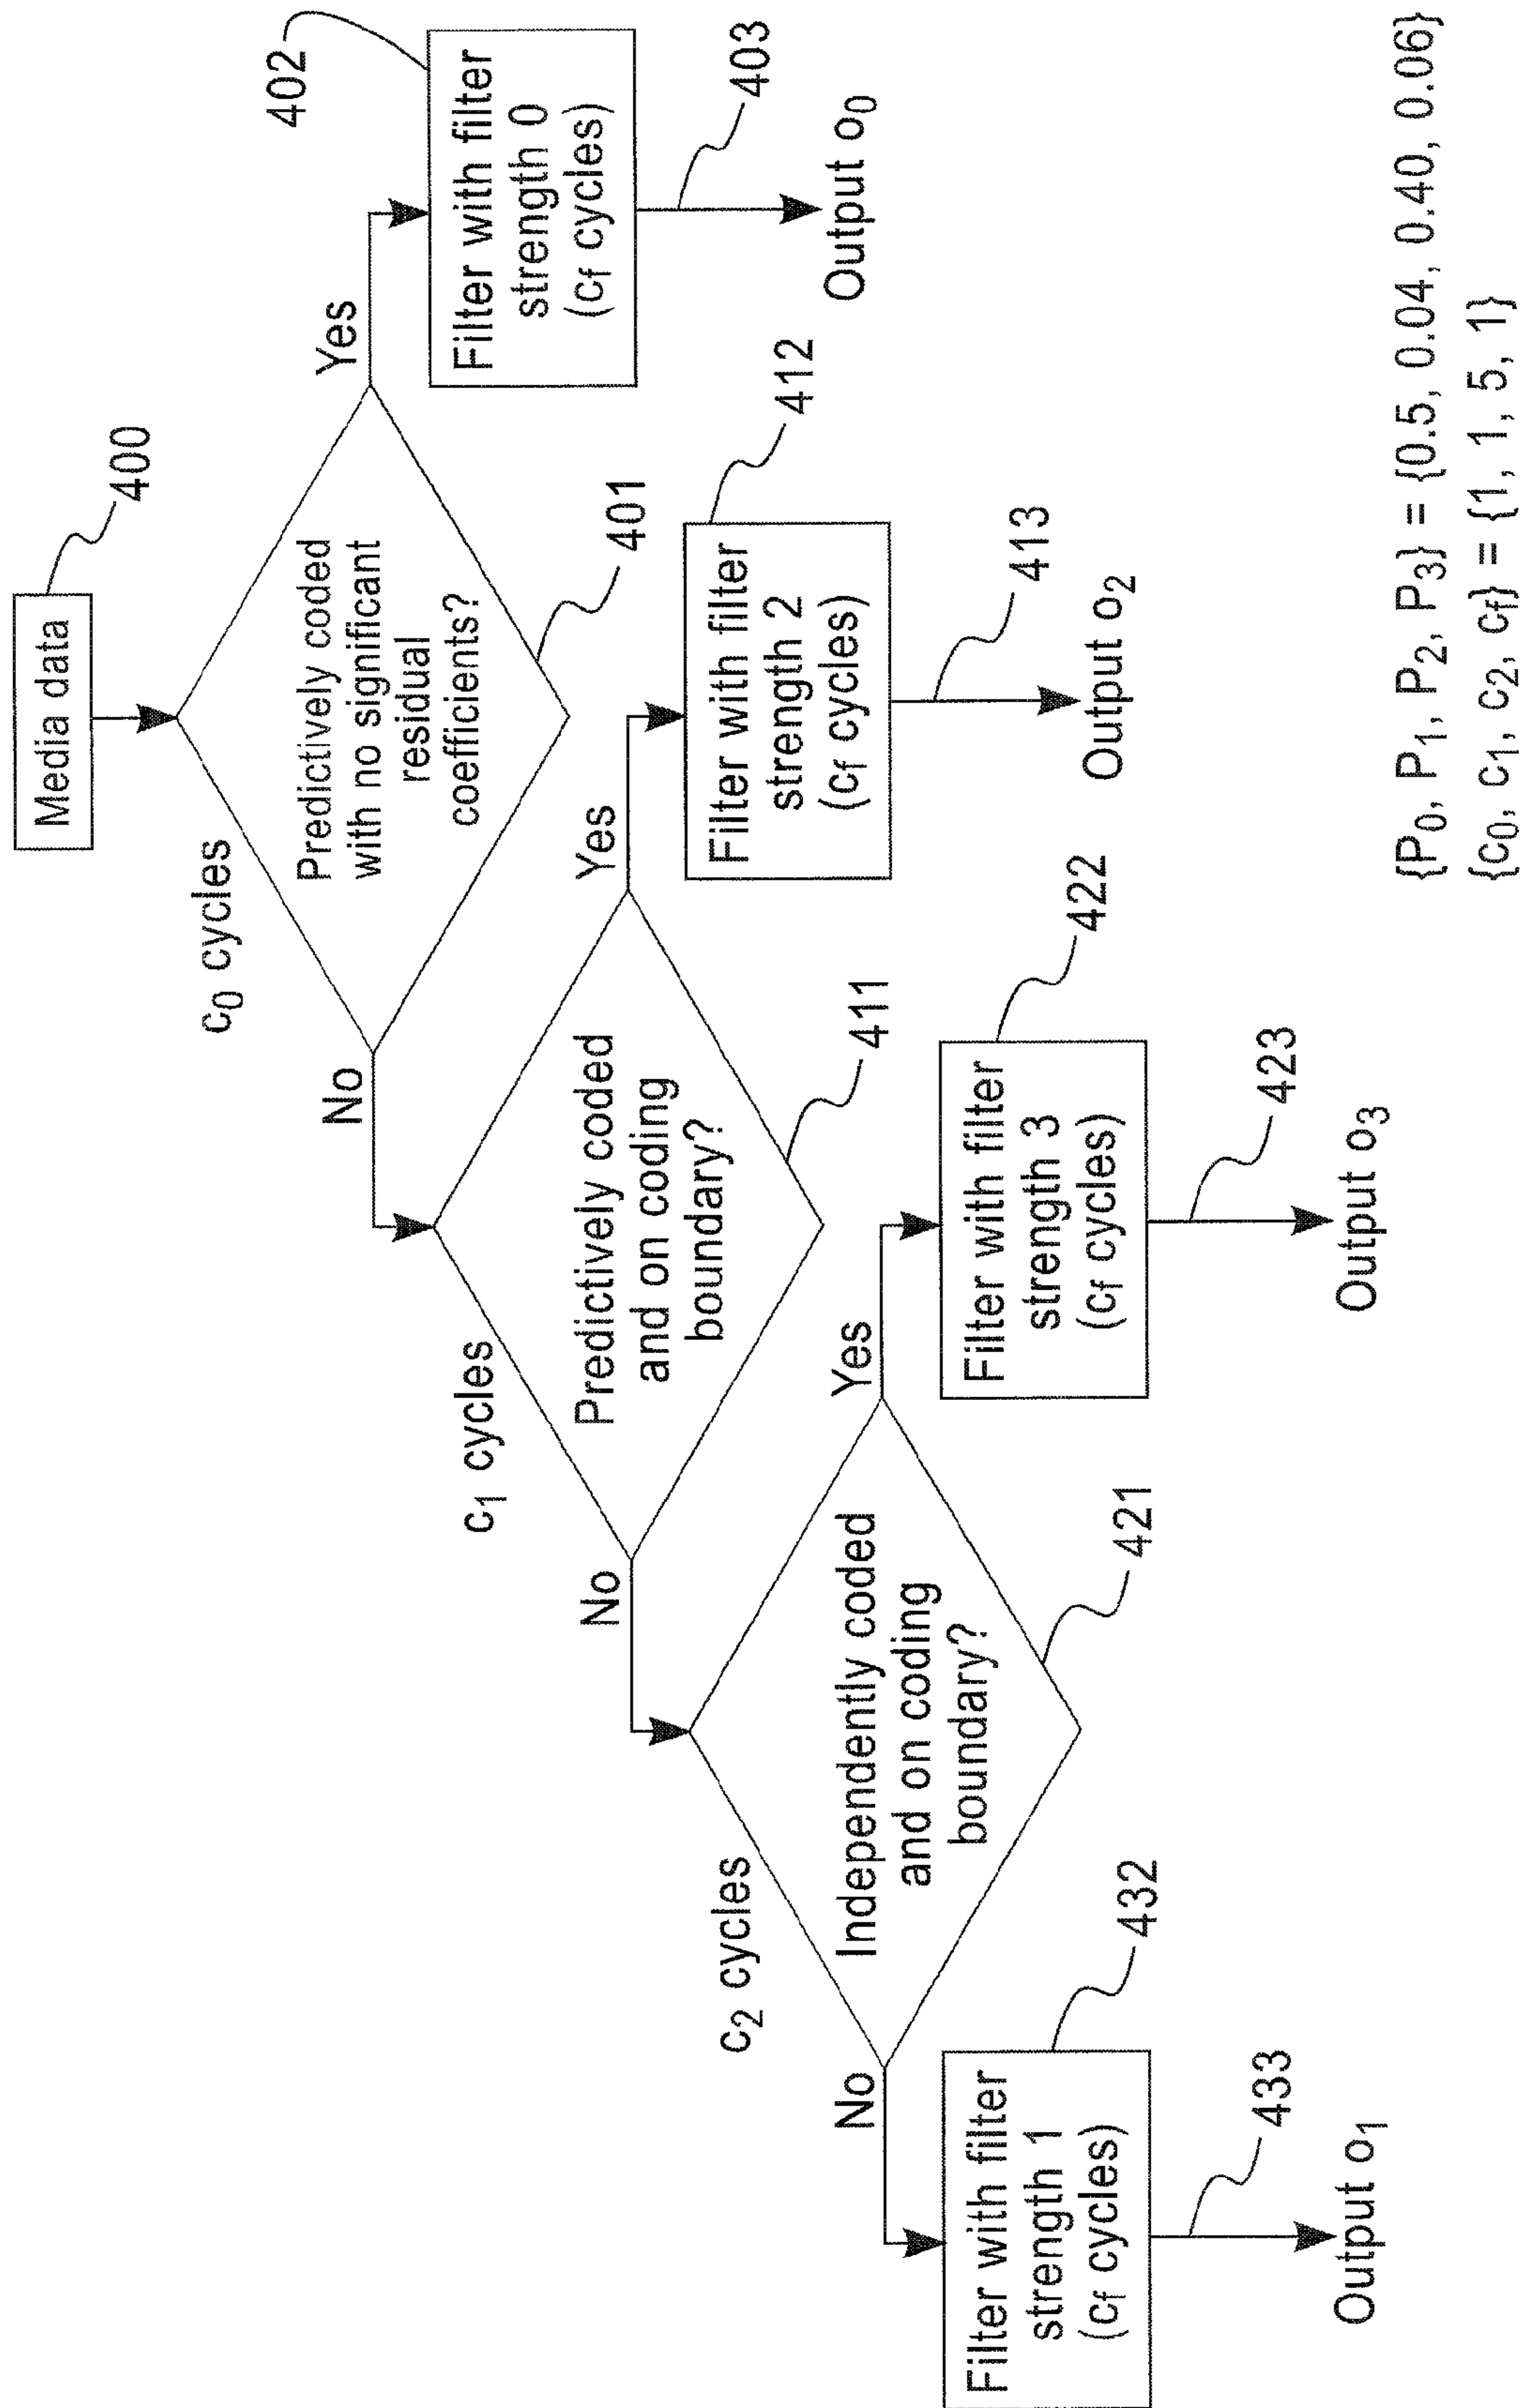 Media data
400
c0 cycles
Predictively coded
with no significant
residual
coefficients?
401
Yes
402
Filter with filter
strength 0
(cf cycles)
403
Output o0
No
c1 cycles
Predictively coded
and on coding
boundary?
411
Yes
412
Filter with filter
strength 2
(cf cycles)
413
Output o2
No
c2 cycles
Independently coded
and on coding
boundary?
421
Yes
422
Filter with filter
strength 3
(cf cycles)
423
Output o3
No
432
Filter with filter
strength 1
(cf cycles)
433
Output o1
{P0, P1, P2, P3} = {0.5, 0.04, 0.40, 0.06}
{c0, c1, c2, cf} = {1, 1, 5, 1}